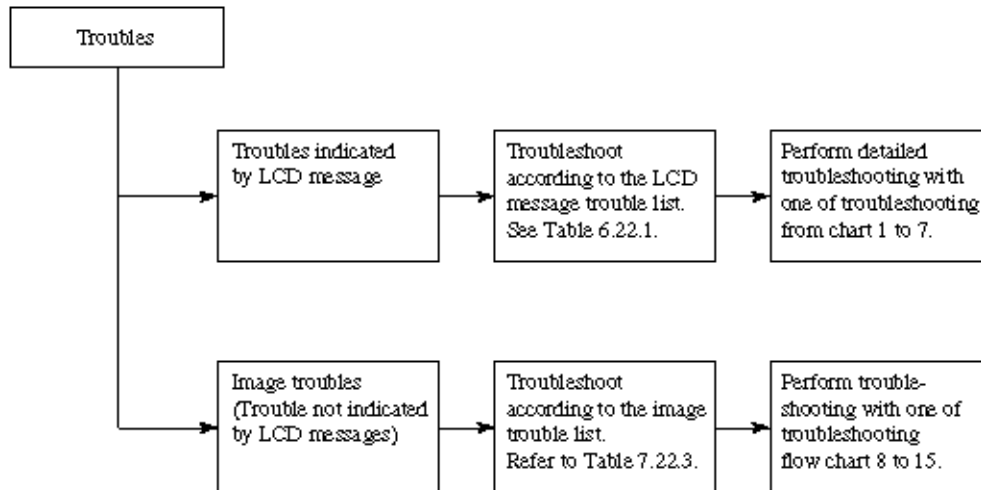 Troubles
Troubles indicated
by LCD message
Troubleshoot
according to the LCD
message trouble list.
See Table 6.22.1.
Perform detailed
troubleshooting with
one of troubleshooting
from chart 1 to 7.
Image troubles
(Trouble not indicated
by LCD messages)
Troubleshoot
according to the image
trouble list.
Refer to Table 7.22.3.
Perform trouble-
shooting with one of
troubleshooting
flow chart 8 to 15.